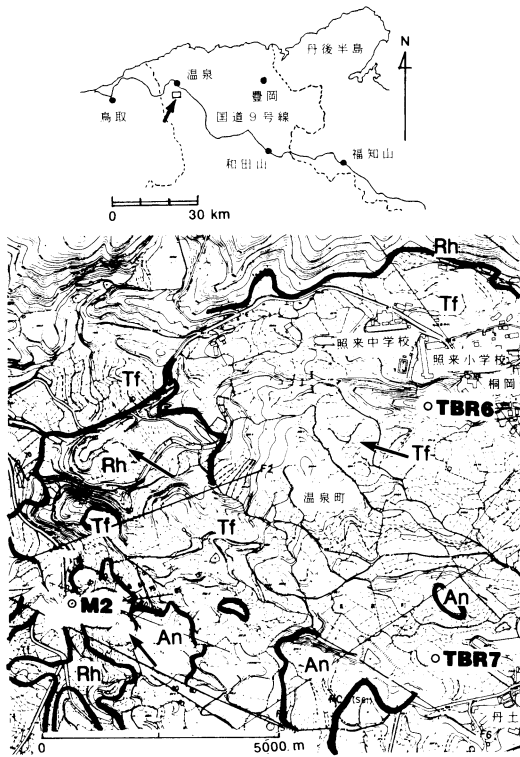 丹後半島
N
温泉
豊岡
鳥取
国道9号線
和田山
福知山
0 30 km
Rh
Tf
照来中学校
照来小学校
桐岡
Tf
TBR6
Rh
Tf
F2
温泉町
Tf
Tf
M2
An
An
An
Rh
TBR7
丹土
F6
0 5000 m